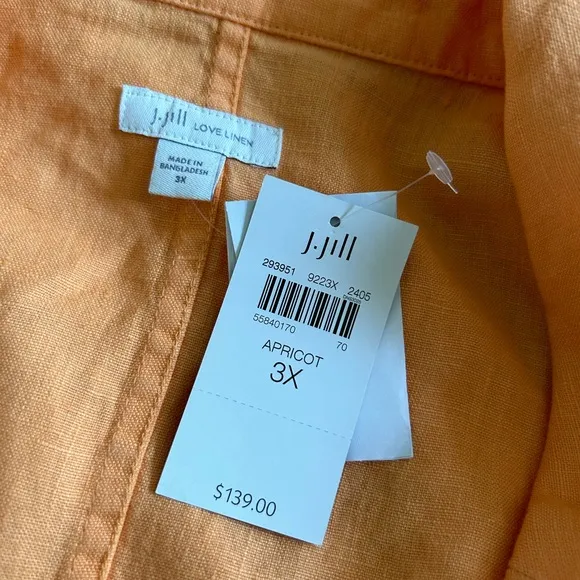 J.Jill LOVE LINEN
MADE IN
BANGLADESH
3X
J.Jill
293951 9223X 2405
55840170 70
APRICOT
3X
$139.00